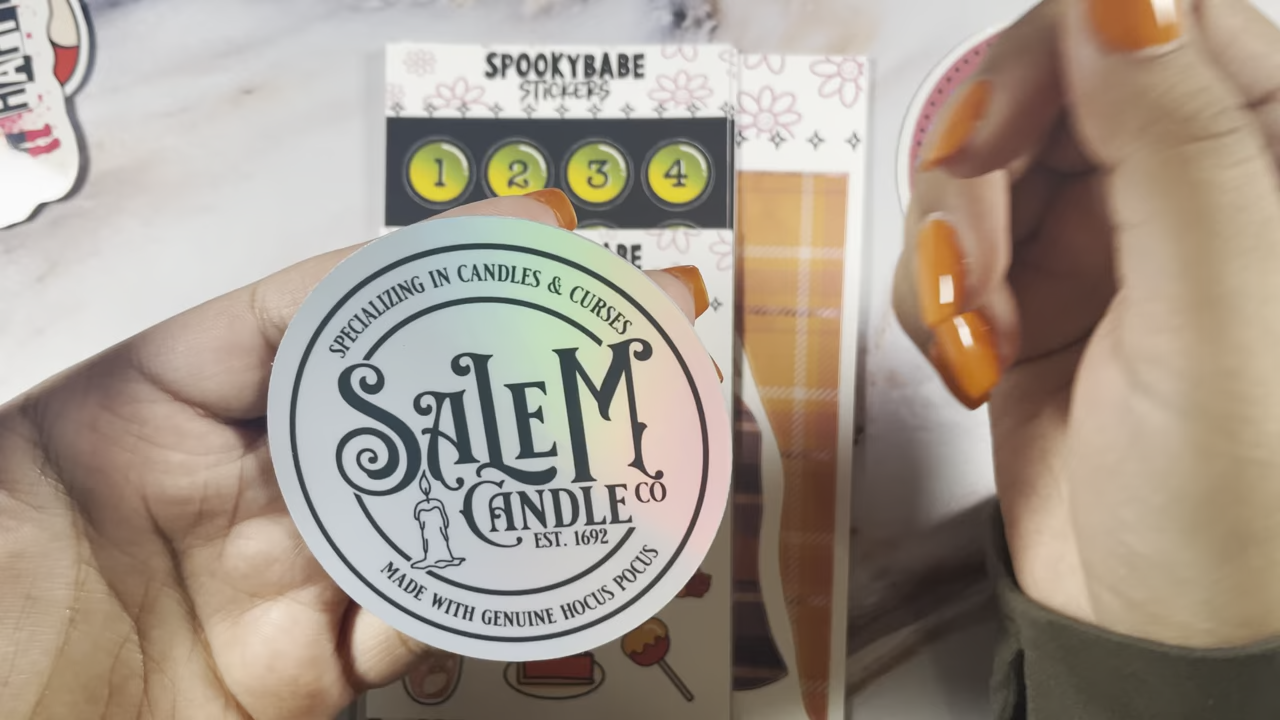 SPOOKYBABE
STICKERS
1 2 3 4
ABE
SPECIALIZING IN CANDLES & CURSES
SALEM
CANDLE CO
EST. 1692
MADE WITH GENUINE HOCUS POCUS